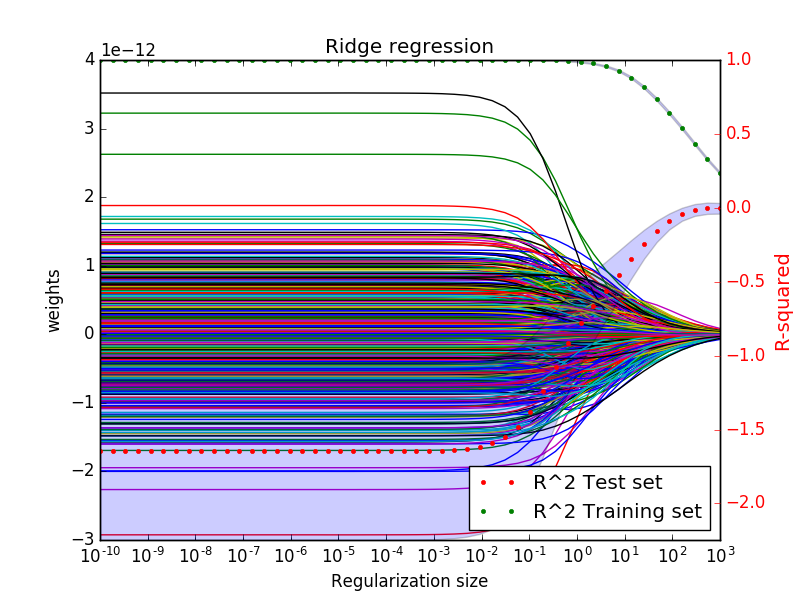 Ridge regression
1e−12
4
3
2
1
0
−1
−2
−3
weights
1.0
0.5
0.0
−0.5
−1.0
−1.5
−2.0
R-squared
R^2 Test set
R^2 Training set
10^-10 10^-9 10^-8 10^-7 10^-6 10^-5 10^-4 10^-3 10^-2 10^-1 10^0 10^1 10^2 10^3
Regularization size